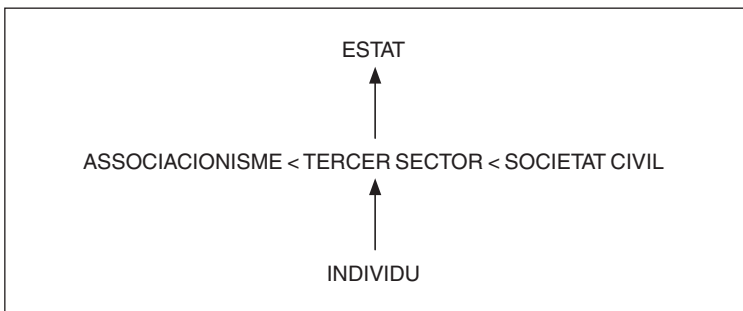 ESTAT
ASSOCIACIONISME < TERCER SECTOR < SOCIETAT CIVIL
INDIVIDU